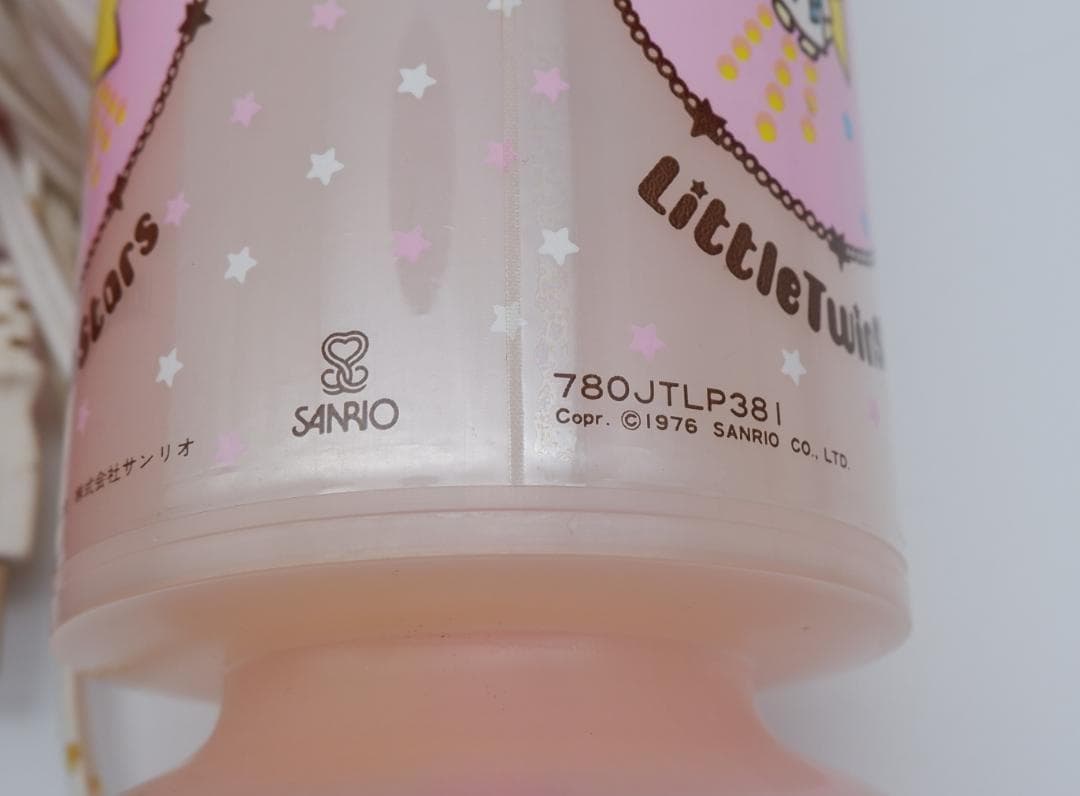 Stars
LittleTwin
SANRIO
株式会社サンリオ
780JTLP381
Copr. ©1976 SANRIO CO., LTD.